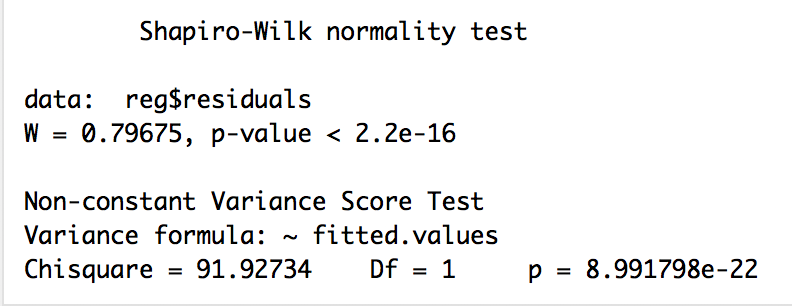 Shapiro-Wilk normality test
data: reg$residuals
W = 0.79675, p-value < 2.2e-16
Non-constant Variance Score Test
Variance formula: ~ fitted.values
Chisquare = 91.92734 Df = 1 p = 8.991798e-22